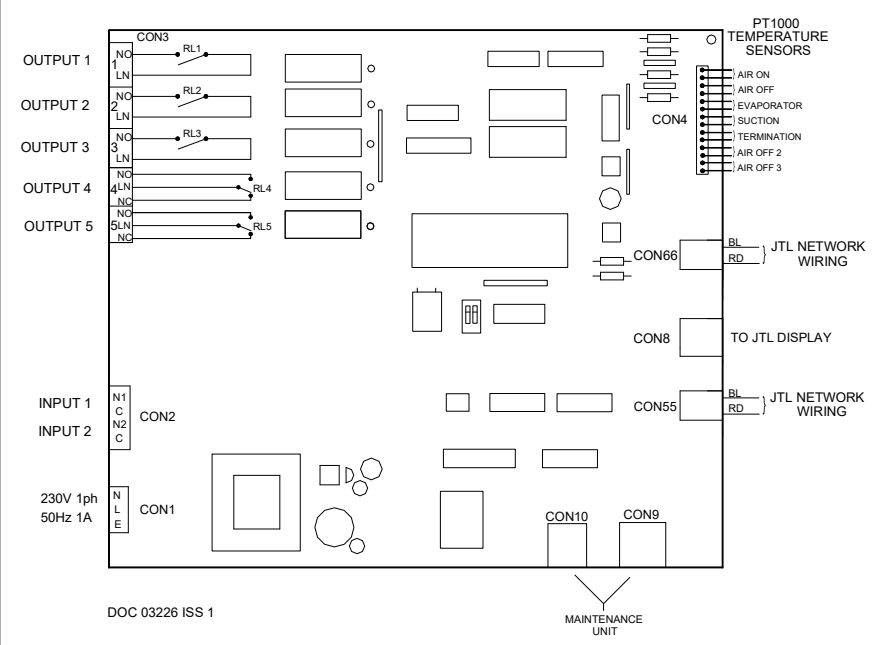 CON3
PT1000
TEMPERATURE
SENSORS
OUTPUT 1
NO
1
LN
RL1
OUTPUT 2
NO
2
LN
RL2
OUTPUT 3
NO
3
LN
RL3
OUTPUT 4
NO
4
LN
NC
RL4
OUTPUT 5
NO
5
LN
NC
RL5
CON4
AIR ON
AIR OFF
EVAPORATOR
SUCTION
TERMINATION
AIR OFF 2
AIR OFF 3
CON66
BL
RD
JTL NETWORK
WIRING
CON8
TO JTL DISPLAY
CON55
BL
RD
JTL NETWORK
WIRING
INPUT 1
INPUT 2
N1
C
N2
C
CON2
230V 1ph
50Hz 1A
N
L
E
CON1
CON10
CON9
MAINTENANCE
UNIT
DOC 03226 ISS 1